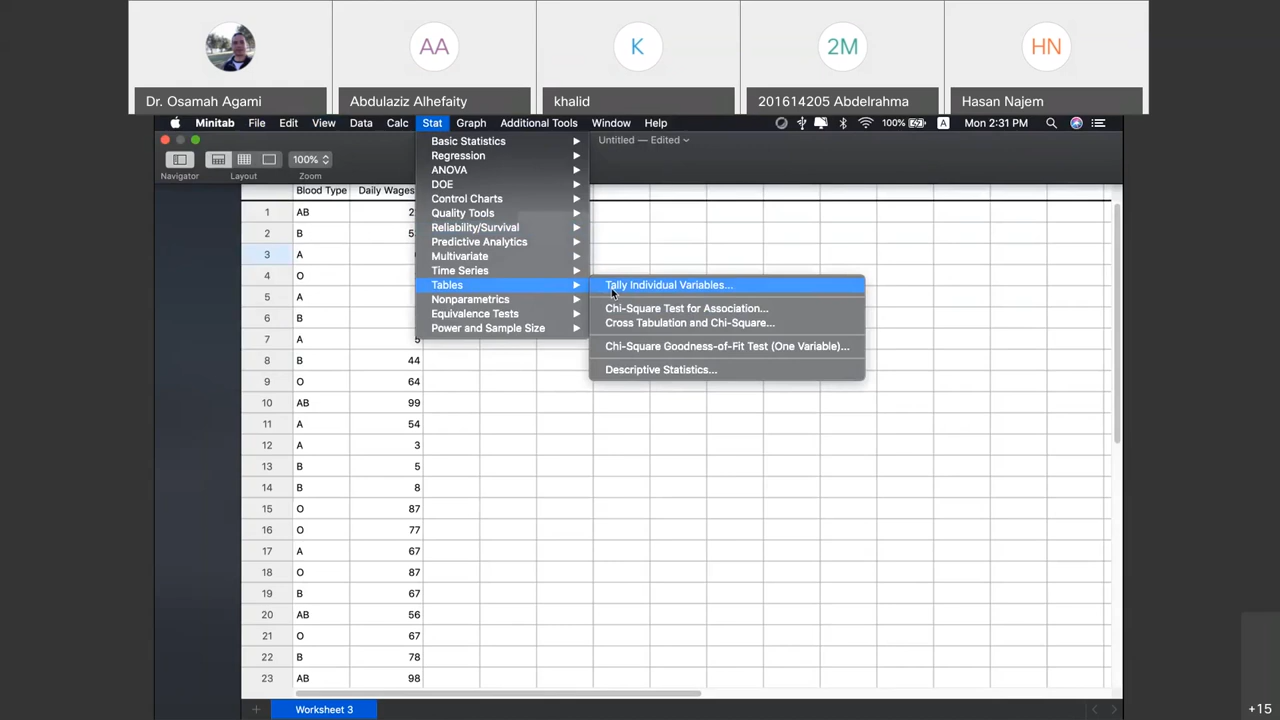 AA
K
2M
HN
Dr. Osamah Agami
Abdulaziz Alhefaity
khalid
201614205 Abdelrahma
Hasan Najem
Minitab File Edit View Data Calc Stat Graph Additional Tools Window Help 100% A Mon 2:31 PM
Untitled — Edited
100%
Navigator Layout Zoom
Basic Statistics
Regression
ANOVA
DOE
Control Charts
Quality Tools
Reliability/Survival
Predictive Analytics
Multivariate
Time Series
Tables
Nonparametrics
Equivalence Tests
Power and Sample Size
Tally Individual Variables...
Chi-Square Test for Association...
Cross Tabulation and Chi-Square...
Chi-Square Goodness-of-Fit Test (One Variable)...
Descriptive Statistics...
Blood Type Daily Wages
1 AB 2
2 B 5
3 A
4 O
5 A
6 B
7 A 5
8 B 44
9 O 64
10 AB 99
11 A 54
12 A 3
13 B 5
14 B 8
15 O 87
16 O 77
17 A 67
18 O 87
19 B 67
20 AB 56
21 O 67
22 B 78
23 AB 98
Worksheet 3
+15